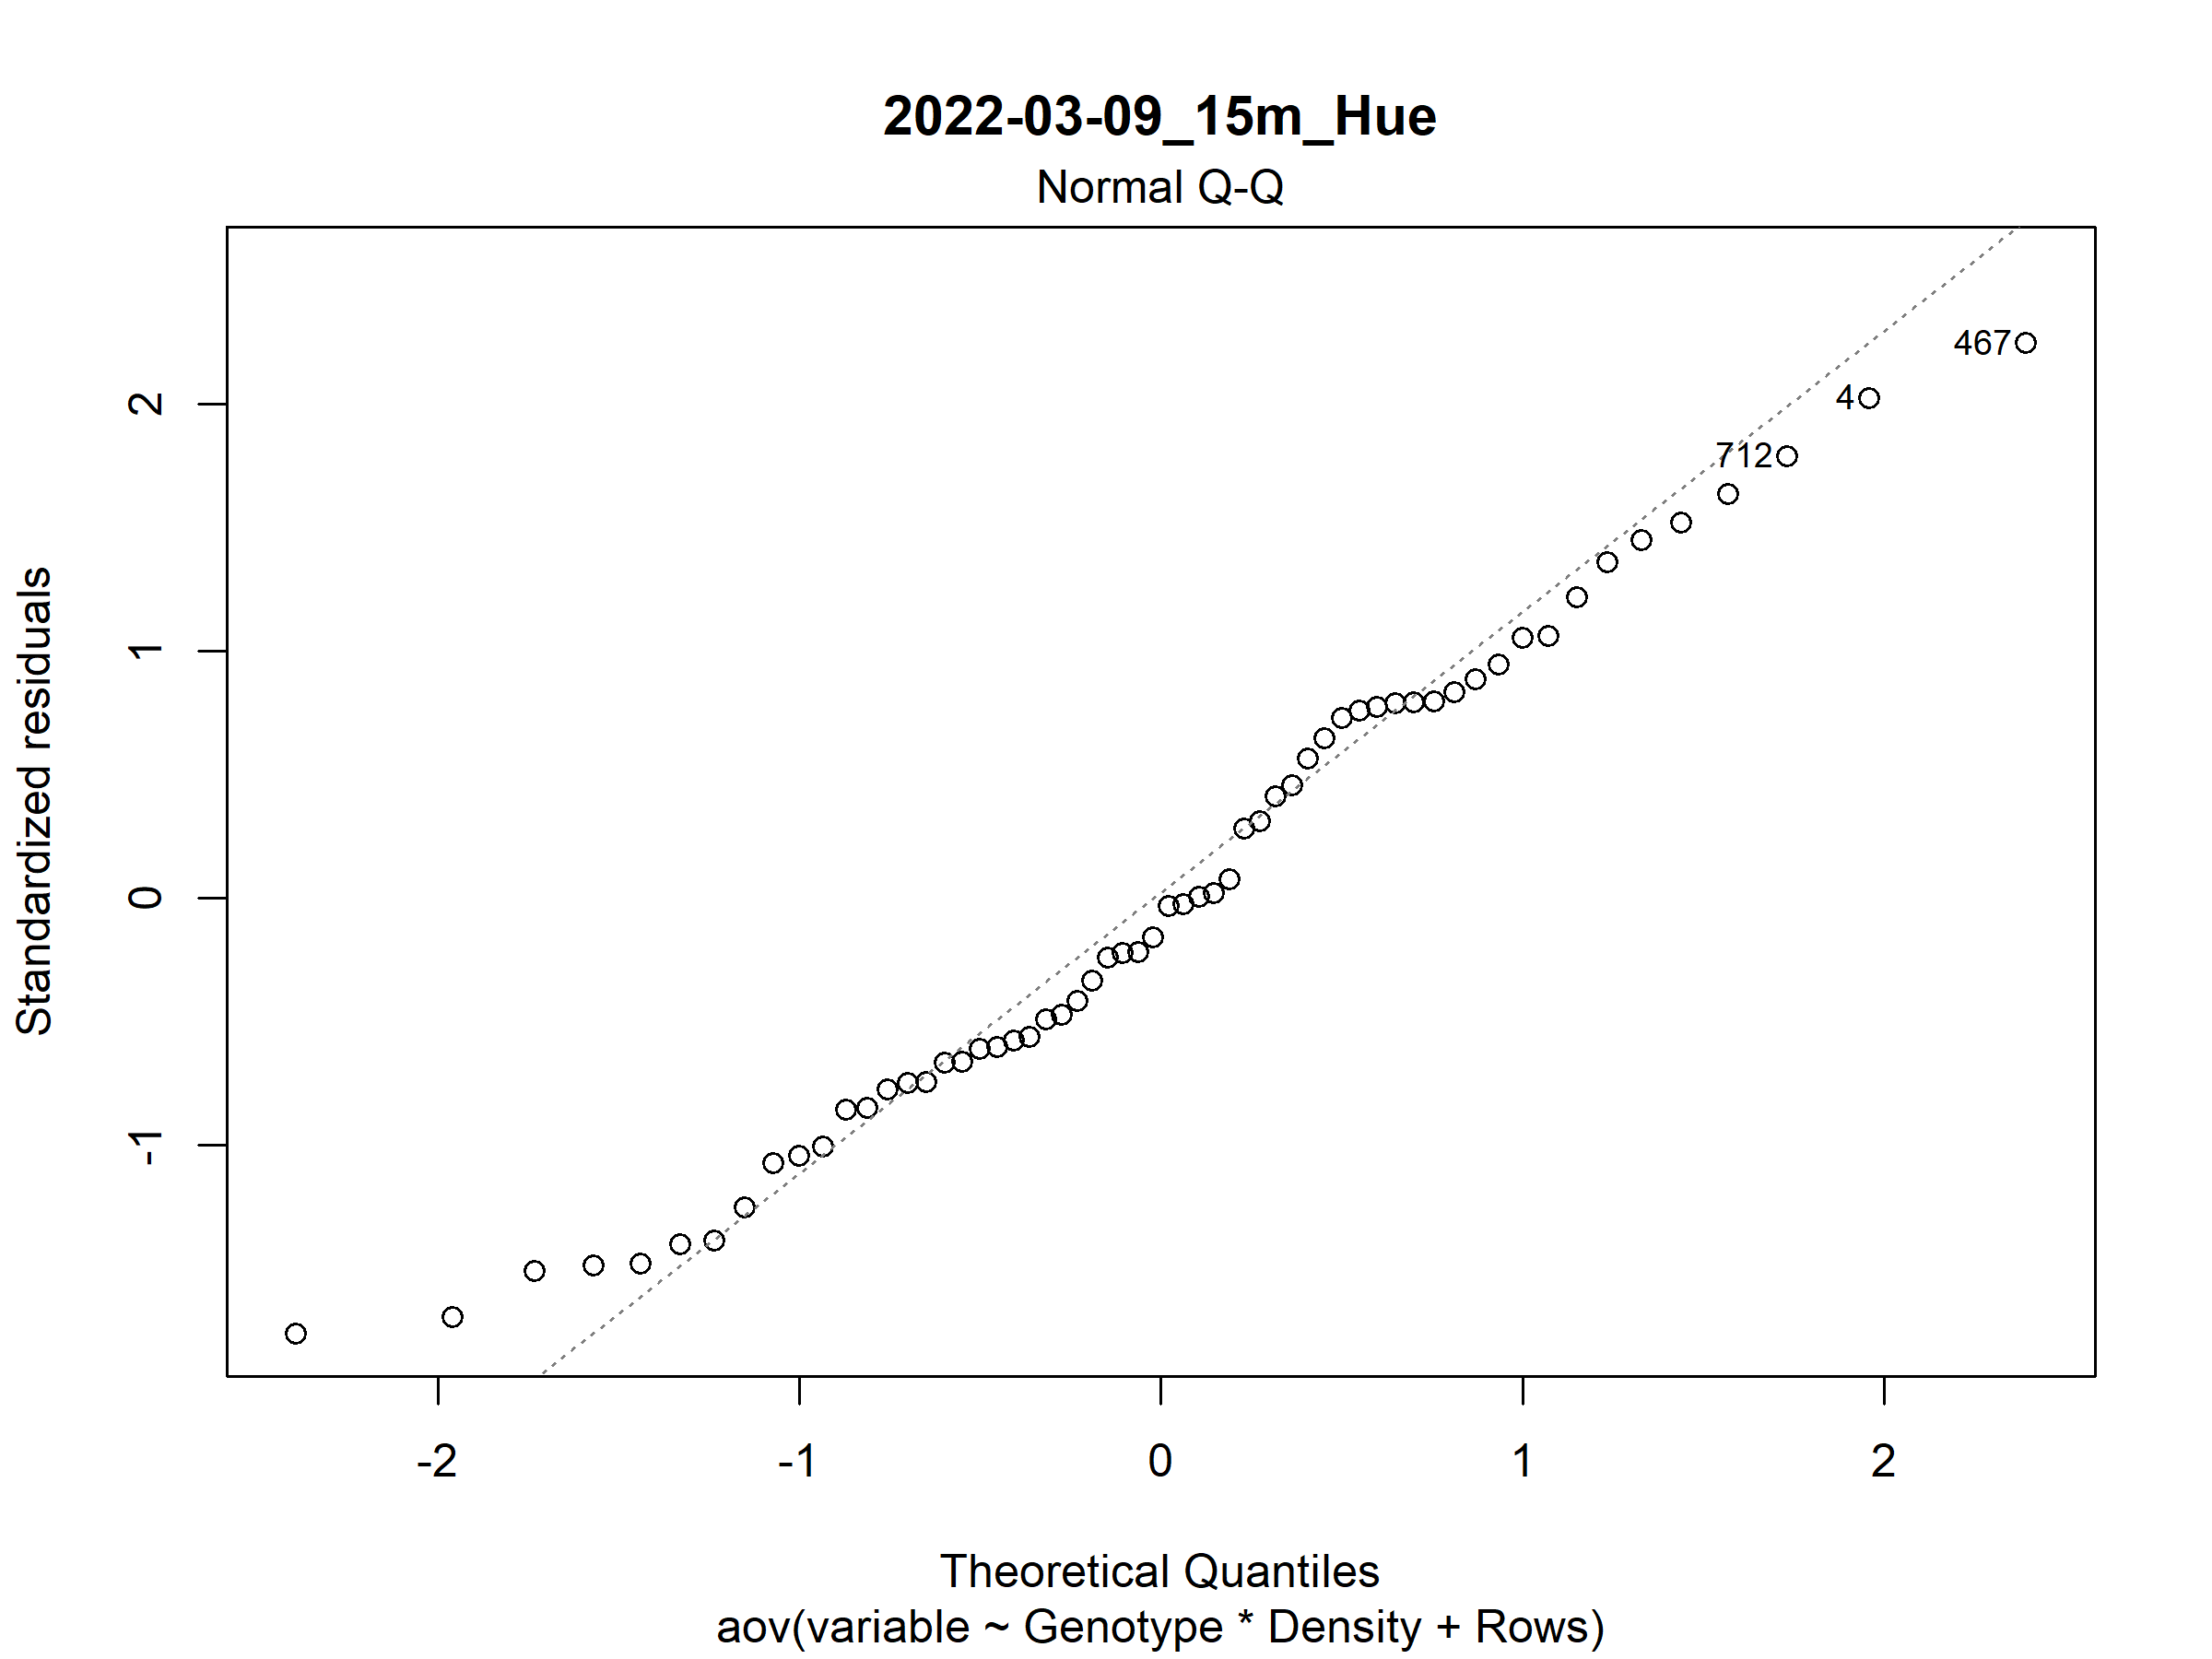 2022-03-09_15m_Hue
Normal Q-Q
Standardized residuals
2
1
0
-1
467
4
712
-2
-1
0
1
2
Theoretical Quantiles
aov(variable ~ Genotype * Density + Rows)